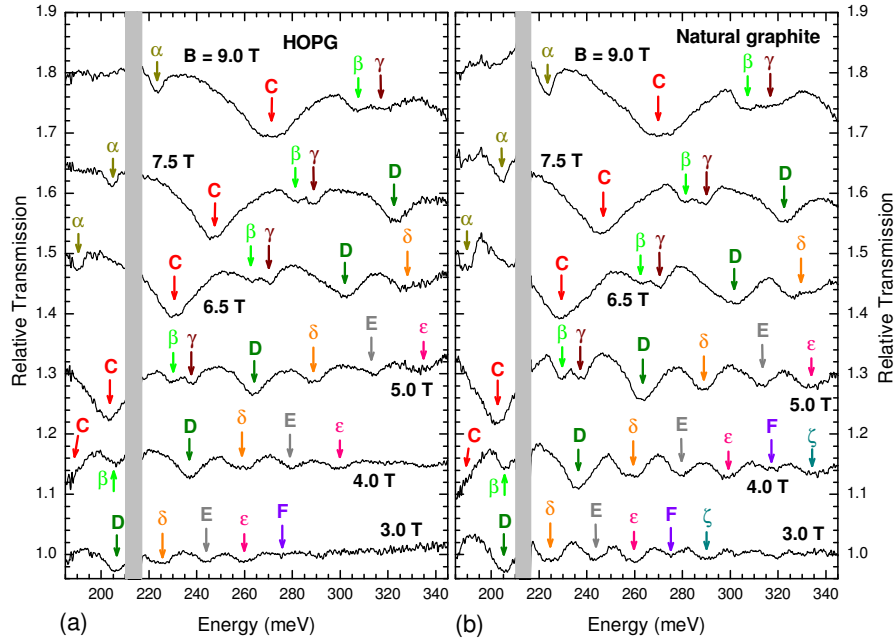 HOPG
Natural graphite
B = 9.0 T
B = 9.0 T
1.9
1.8
1.7
1.6
1.5
1.4
1.3
1.2
1.1
1.0
Relative Transmission
α
C
β
γ
7.5 T
α
C
β
γ
D
α
C
6.5 T
β
γ
D
δ
C
β
γ
D
δ
E
ε
5.0 T
C
β
D
δ
E
ε
4.0 T
D
δ
E
ε
F
3.0 T
200 220 240 260 280 300 320 340
(a) Energy (meV)
α
C
β
γ
7.5 T
α
C
β
γ
D
α
C
6.5 T
β
γ
D
δ
C
β
γ
D
δ
E
ε
5.0 T
C
β
D
δ
E
ε
F
ζ
4.0 T
D
δ
E
ε
F
ζ
3.0 T
200 220 240 260 280 300 320 340
(b) Energy (meV)
1.9
1.8
1.7
1.6
1.5
1.4
1.3
1.2
1.1
1.0
Relative Transmission